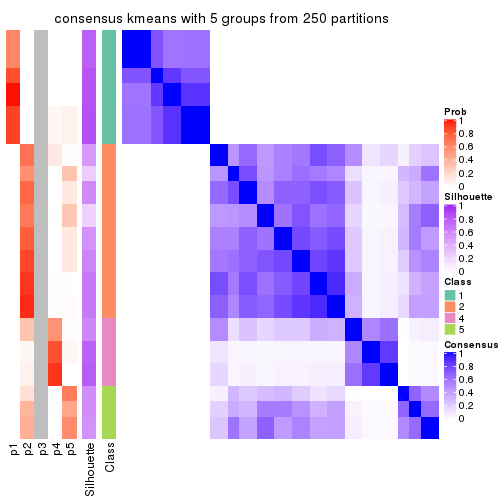 consensus kmeans with 5 groups from 250 partitions
Prob
1
0.8
0.6
0.4
0.2
0
Silhouette
1
0.8
0.6
0.4
0.2
0
Class
1
2
4
5
Consensus
1
0.8
0.6
0.4
0.2
0
p1
p2
p3
p4
p5
Silhouette
Class